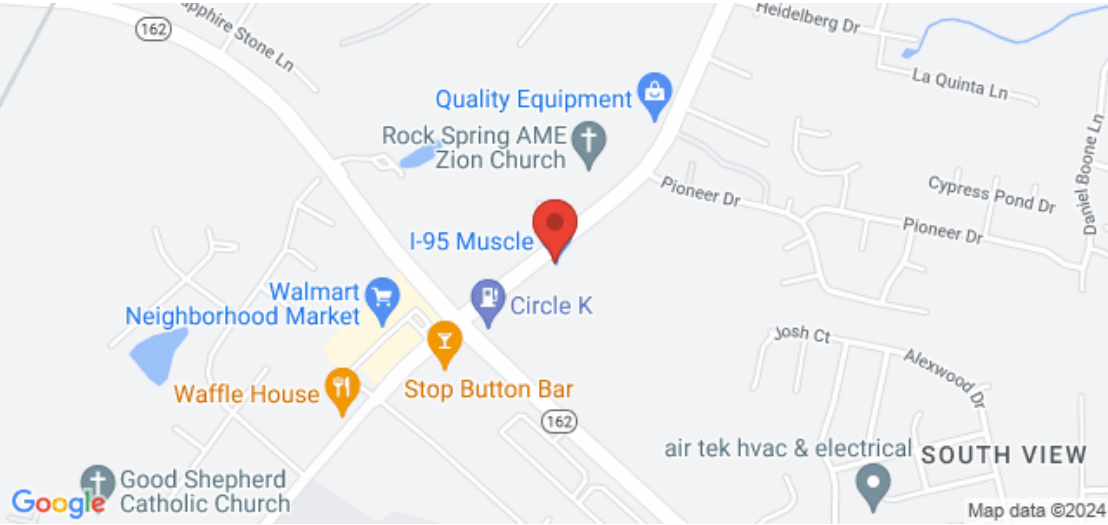 162
Sapphire Stone Ln
Heidelberg Dr
La Quinta Ln
Quality Equipment
Rock Spring AME
Zion Church
Daniel Boone Ln
Pioneer Dr
Cypress Pond Dr
Pioneer Dr
I-95 Muscle
Walmart
Neighborhood Market
Circle K
Josh Ct
Alexwood Dr
Waffle House
Stop Button Bar
162
air tek hvac & electrical
SOUTH VIEW
Good Shepherd
Catholic Church
Google
Map data ©2024